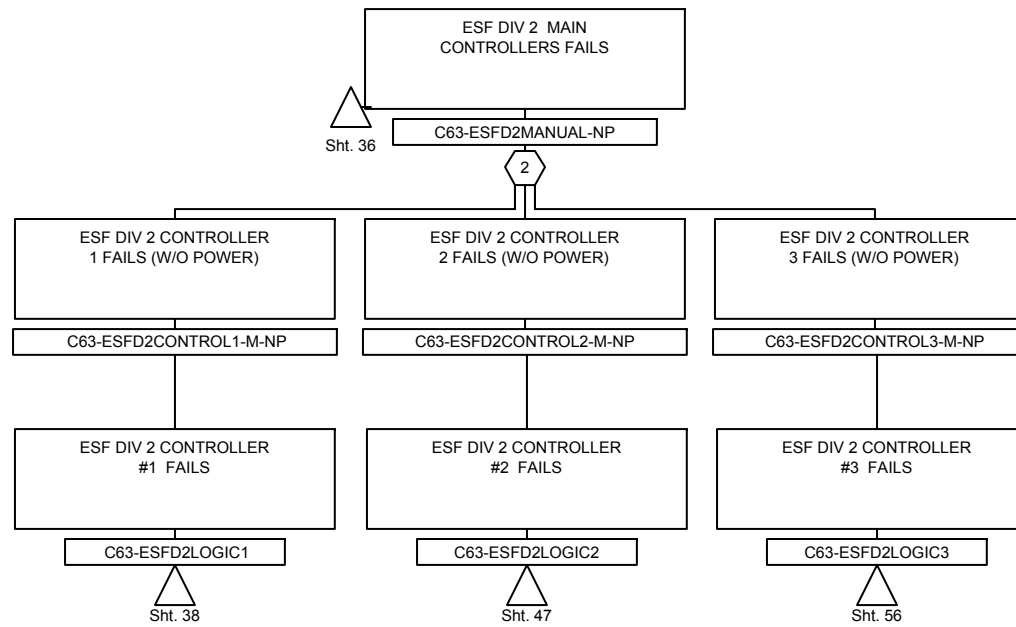 ESF DIV 2 MAIN
CONTROLLERS FAILS
Sht. 36
C63-ESFD2MANUAL-NP
2
ESF DIV 2 CONTROLLER
1 FAILS (W/O POWER)
ESF DIV 2 CONTROLLER
2 FAILS (W/O POWER)
ESF DIV 2 CONTROLLER
3 FAILS (W/O POWER)
C63-ESFD2CONTROL1-M-NP
C63-ESFD2CONTROL2-M-NP
C63-ESFD2CONTROL3-M-NP
ESF DIV 2 CONTROLLER
#1 FAILS
ESF DIV 2 CONTROLLER
#2 FAILS
ESF DIV 2 CONTROLLER
#3 FAILS
C63-ESFD2LOGIC1
C63-ESFD2LOGIC2
C63-ESFD2LOGIC3
Sht. 38
Sht. 47
Sht. 56